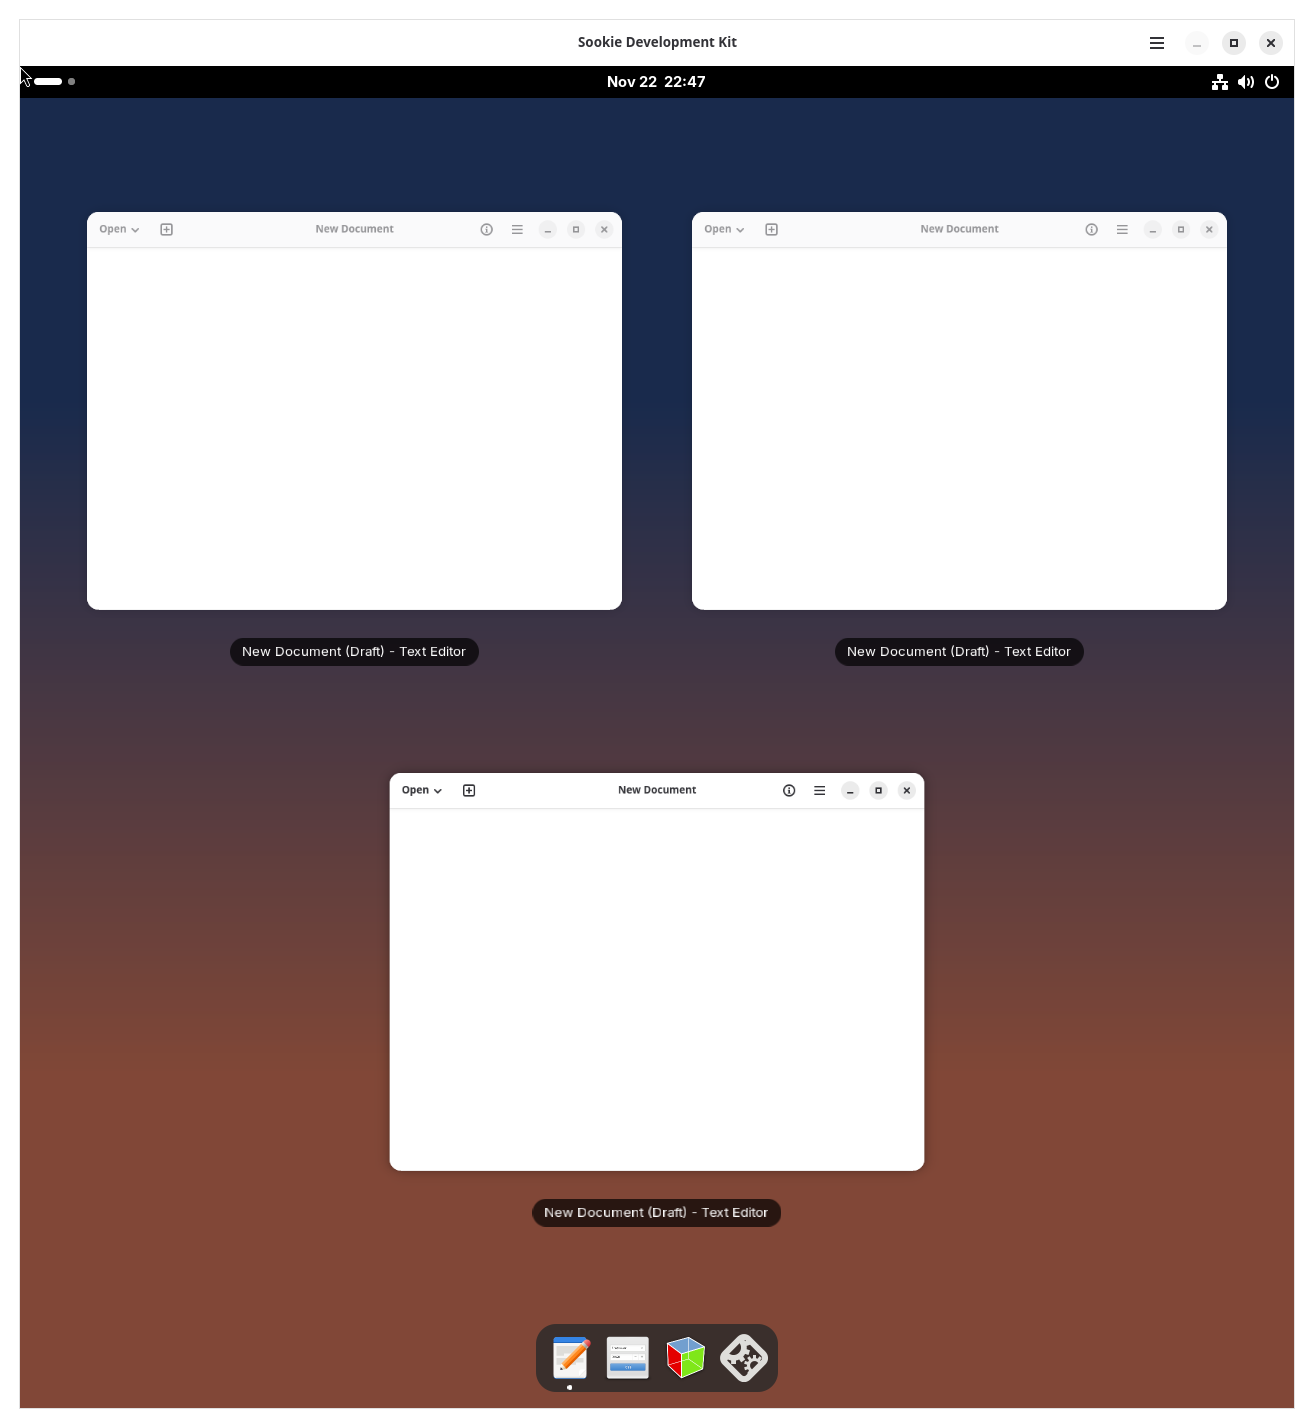 Sookie Development Kit
Nov 22 22:47
Open New Document
Open New Document
New Document (Draft) - Text Editor
New Document (Draft) - Text Editor
Open New Document
New Document (Draft) - Text Editor